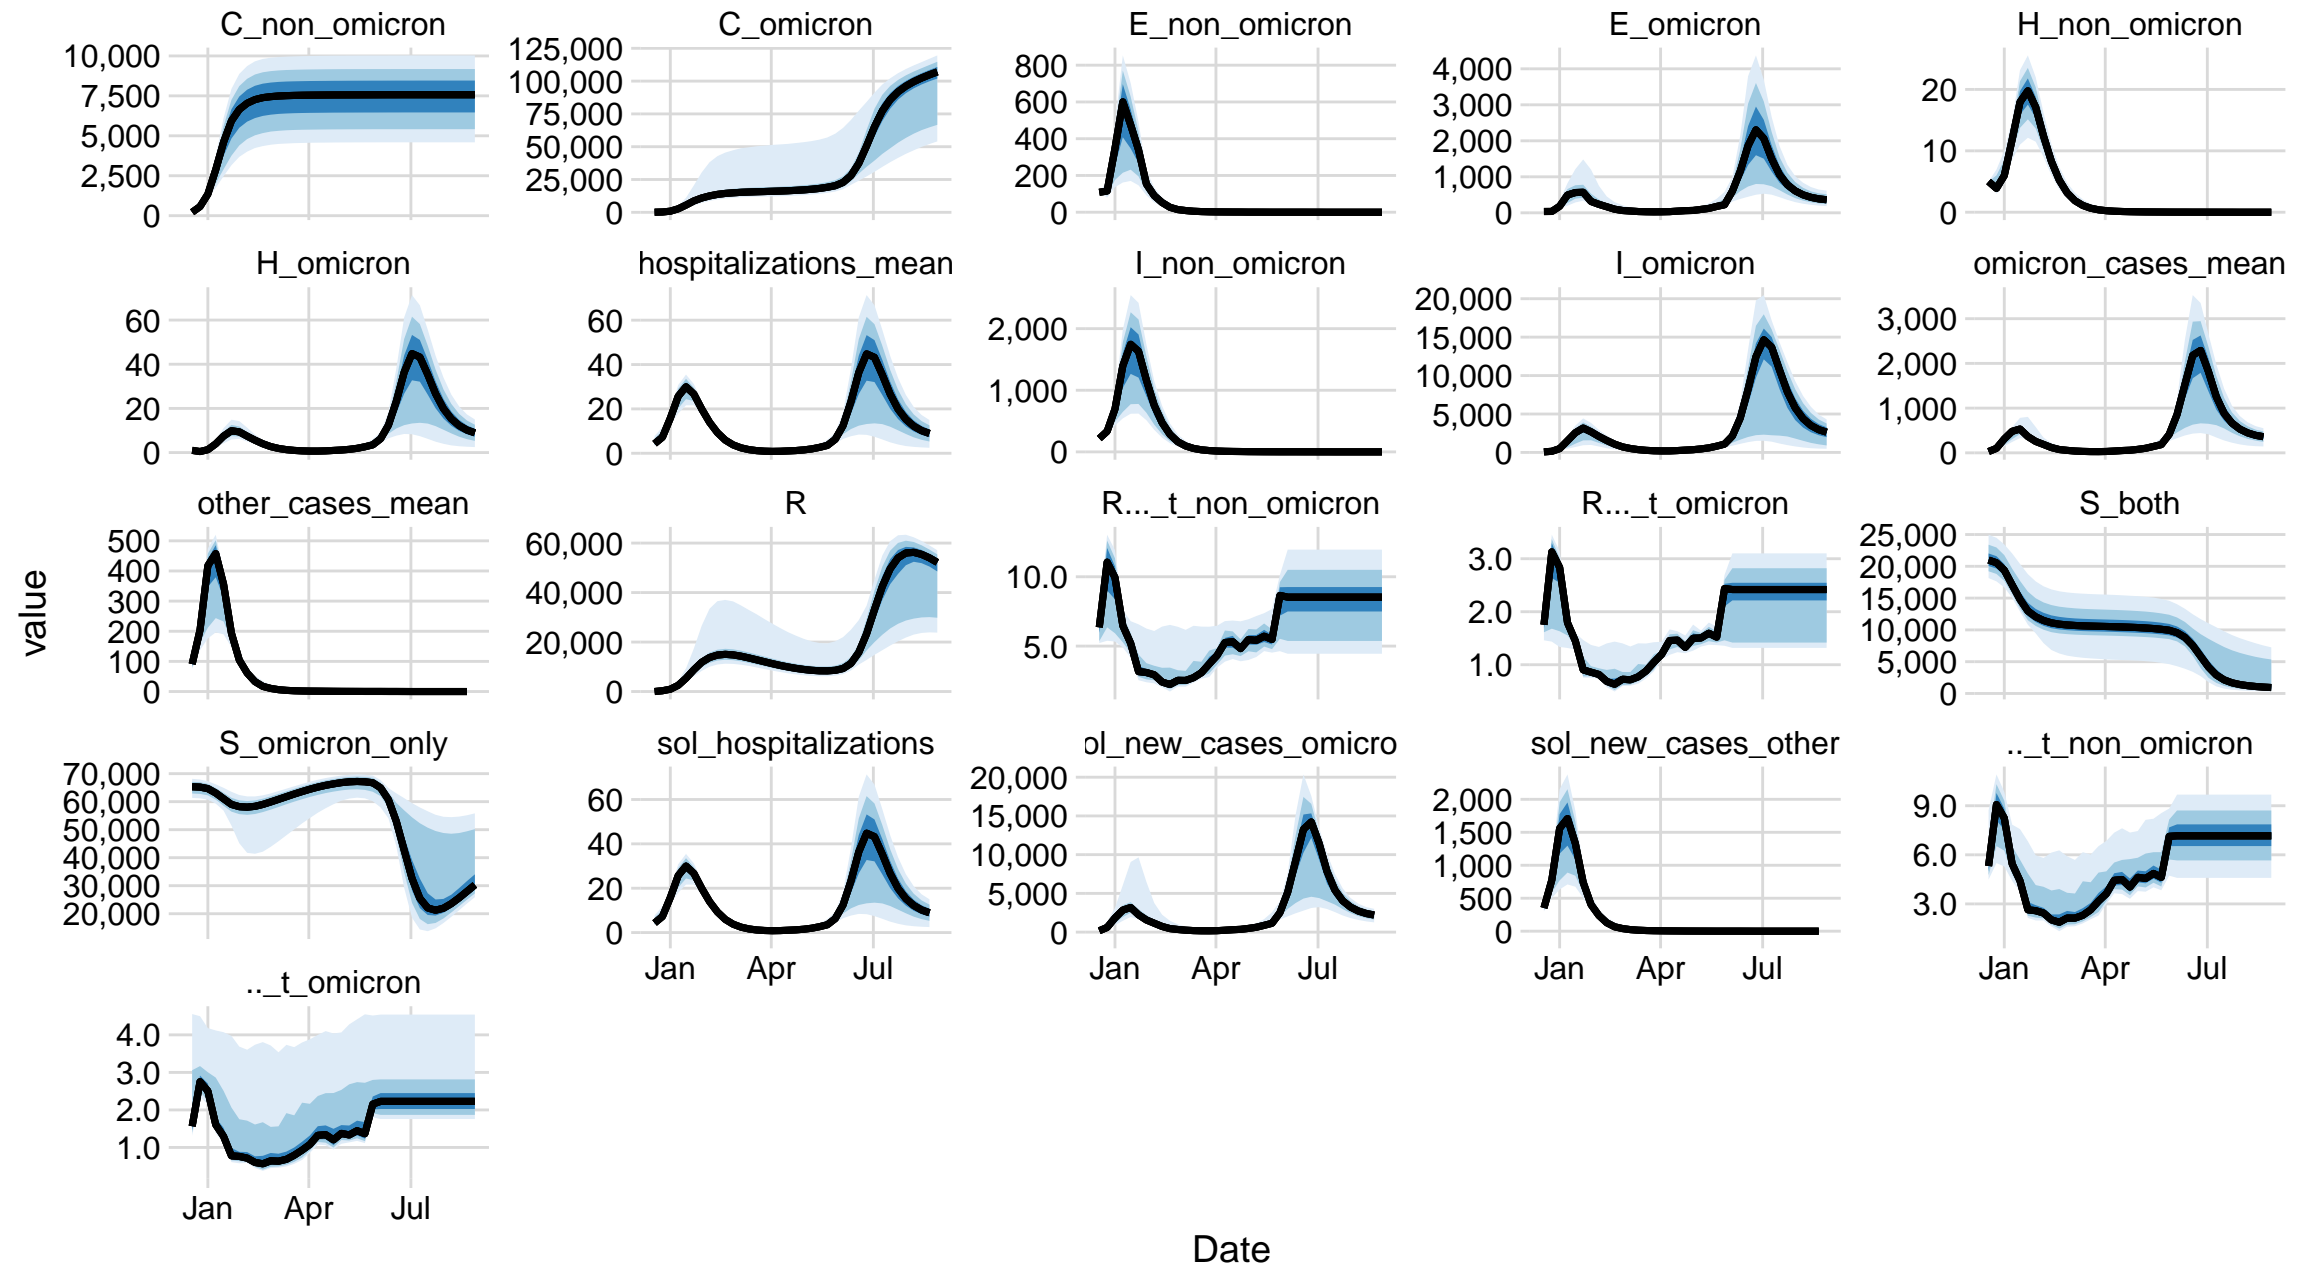 C_non_omicron C_omicron E_non_omicron E_omicron H_non_omicron
10,000 7,500 5,000 2,500 0
125,000 100,000 75,000 50,000 25,000 0
800 600 400 200 0
4,000 3,000 2,000 1,000 0
20 10 0
H_omicron hospitalizations_mean I_non_omicron I_omicron omicron_cases_mean
60 40 20 0
60 40 20 0
2,000 1,000 0
20,000 15,000 10,000 5,000 0
3,000 2,000 1,000 0
other_cases_mean R R..._t_non_omicron R..._t_omicron S_both
500 400 300 200 100 0
60,000 40,000 20,000 0
10.0 5.0
3.0 2.0 1.0
25,000 20,000 15,000 10,000 5,000 0
S_omicron_only sol_hospitalizations ol_new_cases_omicro sol_new_cases_other .._t_non_omicron
70,000 60,000 50,000 40,000 30,000 20,000
60 40 20 0
20,000 15,000 10,000 5,000 0
2,000 1,500 1,000 500 0
9.0 6.0 3.0
Jan Apr Jul
Jan Apr Jul
Jan Apr Jul
Jan Apr Jul
.._t_omicron
4.0 3.0 2.0 1.0
Jan Apr Jul
value
Date